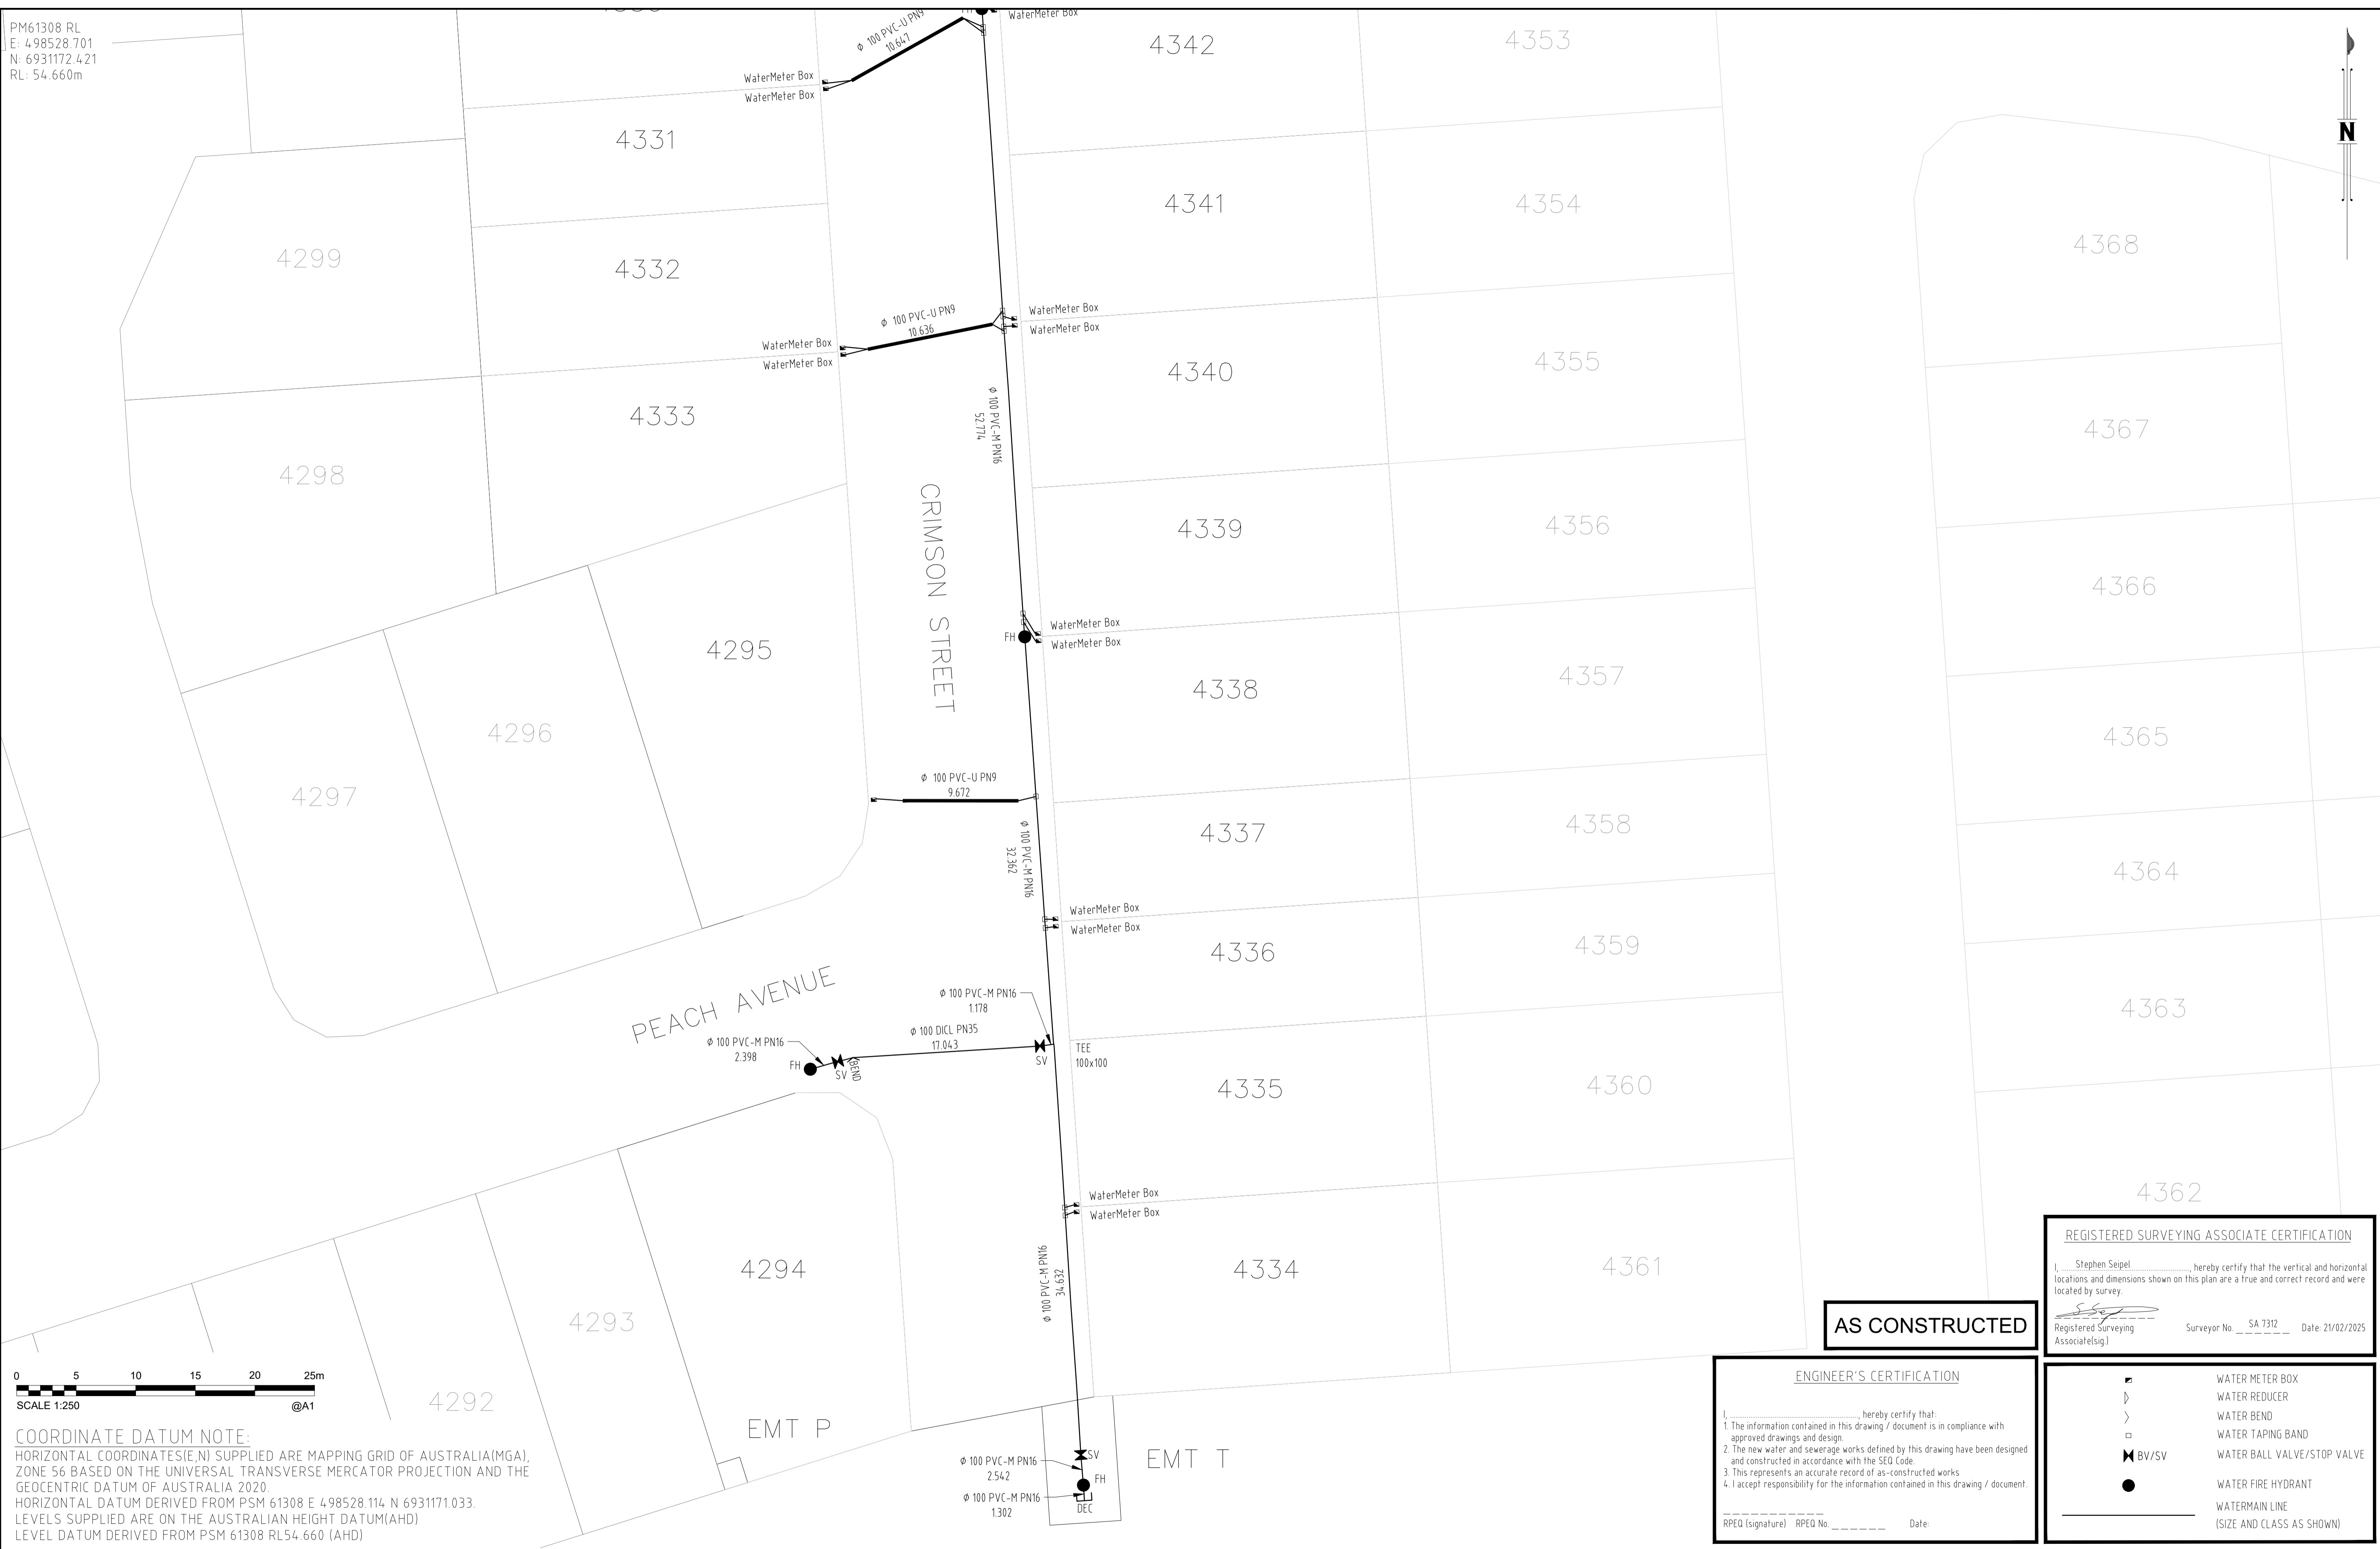 PM61308 RL
E: 498528.701
N: 6931172.421
RL: 54.660m
Φ 100 PVC-U PN9
10.647
WaterMeter Box
WaterMeter Box
WaterMeter Box
4342
4353
N
4331
4341
4354
4299
4332
4368
Φ 100 PVC-U PN9
10.636
WaterMeter Box
WaterMeter Box
WaterMeter Box
WaterMeter Box
4340
4355
4333
Φ 100 PVC-M PN16
52.774
4367
4298
CRIMSON STREET
4339
4356
4366
WaterMeter Box
FH
WaterMeter Box
4295
4338
4357
4296
4365
4297
Φ 100 PVC-U PN9
9.672
4337
4358
Φ 100 PVC-M PN16
32.362
4364
WaterMeter Box
WaterMeter Box
4336
4359
PEACH AVENUE
Φ 100 PVC-M PN16
1.178
4363
Φ 100 DICL PN35
17.043
Φ 100 PVC-M PN16
2.398
FH
SV
BEND
SV
TEE
100x100
4335
4360
WaterMeter Box
WaterMeter Box
4362
4294
4334
4361
Φ 100 PVC-M PN16
34.632
4293
4292
EMT P
EMT T
SV
Φ 100 PVC-M PN16
2.542
FH
Φ 100 PVC-M PN16
1.302
DEC
0 5 10 15 20 25m
SCALE 1:250 @A1
COORDINATE DATUM NOTE:
HORIZONTAL COORDINATES(E,N) SUPPLIED ARE MAPPING GRID OF AUSTRALIA(MGA),
ZONE 56 BASED ON THE UNIVERSAL TRANSVERSE MERCATOR PROJECTION AND THE
GEOCENTRIC DATUM OF AUSTRALIA 2020.
HORIZONTAL DATUM DERIVED FROM PSM 61308 E 498528.114 N 6931171.033.
LEVELS SUPPLIED ARE ON THE AUSTRALIAN HEIGHT DATUM(AHD)
LEVEL DATUM DERIVED FROM PSM 61308 RL54.660 (AHD)
AS CONSTRUCTED
REGISTERED SURVEYING ASSOCIATE CERTIFICATION
I, Stephen Seipel, hereby certify that the vertical and horizontal
locations and dimensions shown on this plan are a true and correct record and were
located by survey.
Registered Surveying Surveyor No. SA 7312 Date: 21/02/2025
Associate(sig.)
ENGINEER'S CERTIFICATION
I, ........, hereby certify that:
1. The information contained in this drawing / document is in compliance with
approved drawings and design.
2. The new water and sewerage works defined by this drawing have been designed
and constructed in accordance with the SEQ Code.
3. This represents an accurate record of as-constructed works
4. I accept responsibility for the information contained in this drawing / document.
RPEQ (signature) RPEQ No. ______ Date:
WATER METER BOX
WATER REDUCER
WATER BEND
WATER TAPING BAND
BV/SV WATER BALL VALVE/STOP VALVE
WATER FIRE HYDRANT
WATERMAIN LINE
(SIZE AND CLASS AS SHOWN)